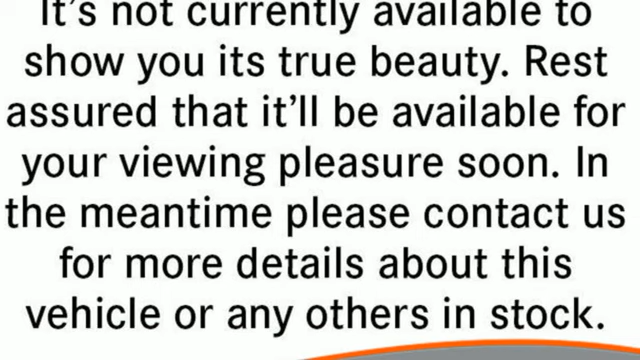 It's not currently available to
show you its true beauty. Rest
assured that it'll be available for
your viewing pleasure soon. In
the meantime please contact us
for more details about this
vehicle or any others in stock.